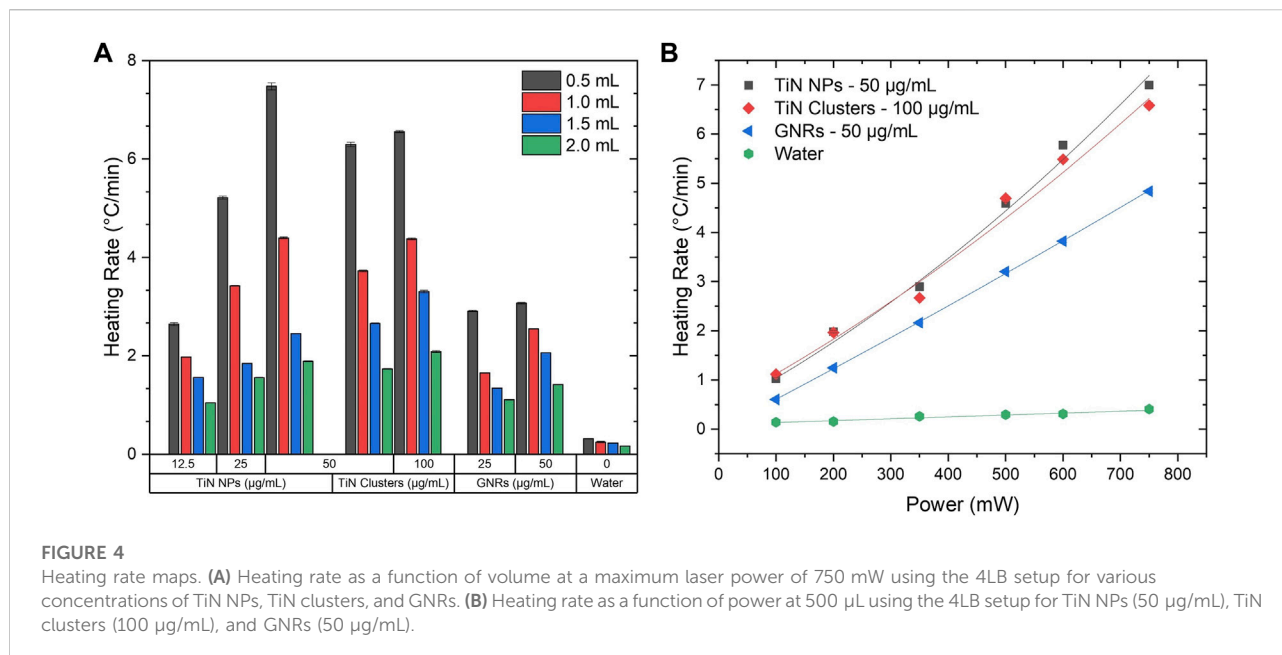 A
8
6
4
2
0
Heating Rate (°C/min)
0.5 mL
1.0 mL
1.5 mL
2.0 mL
12.5 25 50 100 25 50 0
TiN NPs (µg/mL) TiN Clusters (µg/mL) GNRs (µg/mL) Water
B
7
6
5
4
3
2
1
0
Heating Rate (°C/min)
TiN NPs - 50 µg/mL
TiN Clusters - 100 µg/mL
GNRs - 50 µg/mL
Water
0 100 200 300 400 500 600 700 800
Power (mW)
FIGURE 4
Heating rate maps. (A) Heating rate as a function of volume at a maximum laser power of 750 mW using the 4LB setup for various
concentrations of TiN NPs, TiN clusters, and GNRs. (B) Heating rate as a function of power at 500 µL using the 4LB setup for TiN NPs (50 µg/mL), TiN
clusters (100 µg/mL), and GNRs (50 µg/mL).